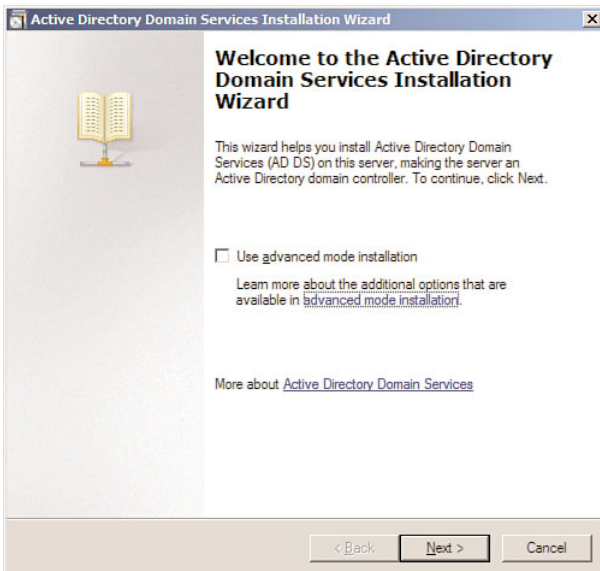 Active Directory Domain Services Installation Wizard
Welcome to the Active Directory
Domain Services Installation
Wizard
This wizard helps you install Active Directory Domain
Services (AD DS) on this server, making the server an
Active Directory domain controller. To continue, click Next.
Use advanced mode installation
Learn more about the additional options that are
available in advanced mode installation.
More about Active Directory Domain Services
< Back
Next >
Cancel